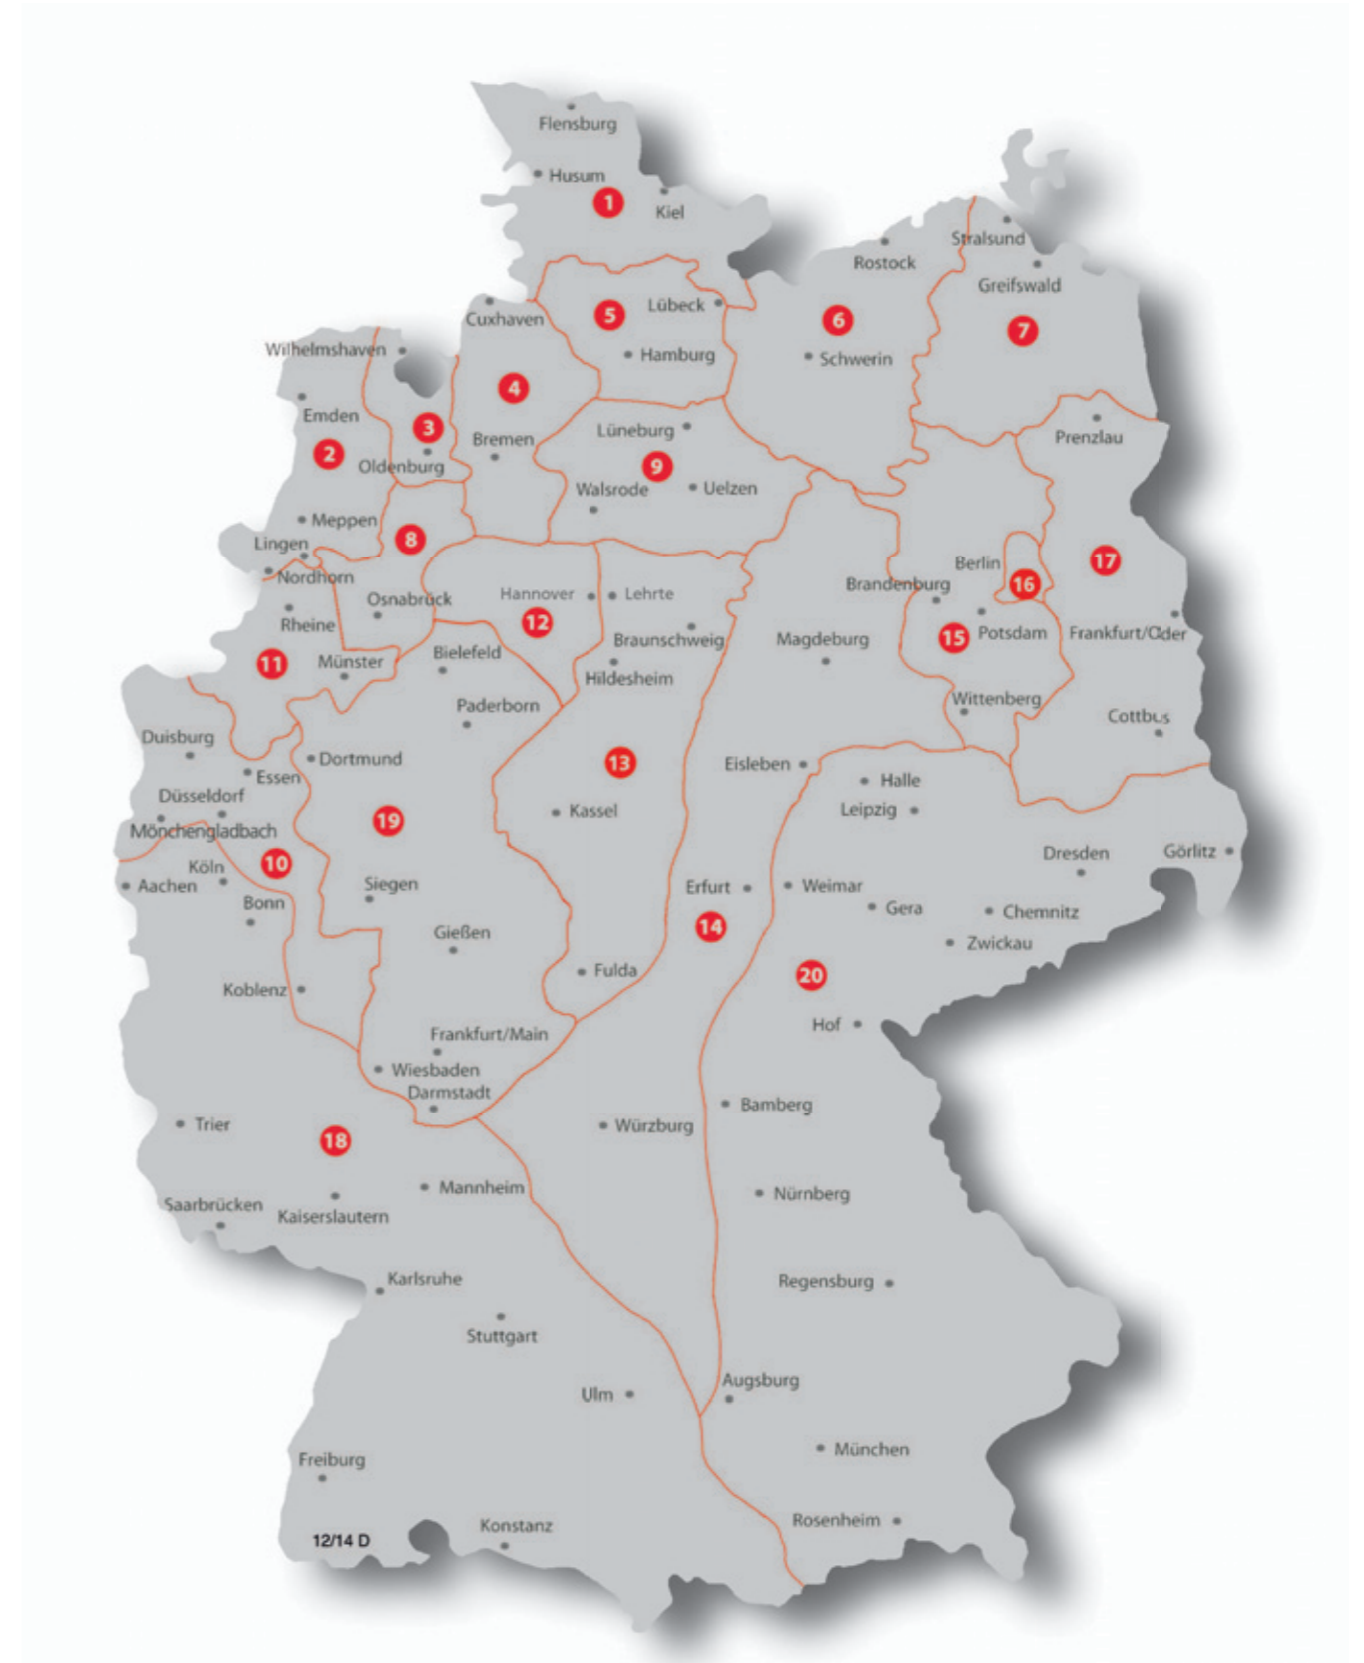 Flensburg
Husum
1
Kiel
Stralsund
Rostock
Greifswald
Cuxhaven
5
Lübeck
6
7
Wilhelmshaven
Hamburg
Schwerin
4
Emden
3
Bremen
Lüneburg
Prenzlau
2
Oldenburg
9
Walsrode
Uelzen
Meppen
8
Lingen
Berlin
17
Nordhorn
16
Brandenburg
Osnabrück
Hannover
Lehrte
Rheine
12
Braunschweig
Magdeburg
15
Potsdam
Frankfurt/Oder
11
Münster
Bielefeld
Hildesheim
Wittenberg
Paderborn
Cottbus
Duisburg
Dortmund
13
Eisleben
Essen
Halle
Düsseldorf
Kassel
Leipzig
Mönchengladbach
19
Köln
10
Dresden
Görlitz
Aachen
Siegen
Erfurt
Weimar
Bonn
Gera
Chemnitz
14
Gießen
Zwickau
Fulda
20
Koblenz
Hof
Frankfurt/Main
Wiesbaden
Darmstadt
Bamberg
Trier
Würzburg
18
Mannheim
Nürnberg
Saarbrücken
Kaiserslautern
Karlsruhe
Regensburg
Stuttgart
Augsburg
Ulm
München
Freiburg
Rosenheim
Konstanz
12/14 D